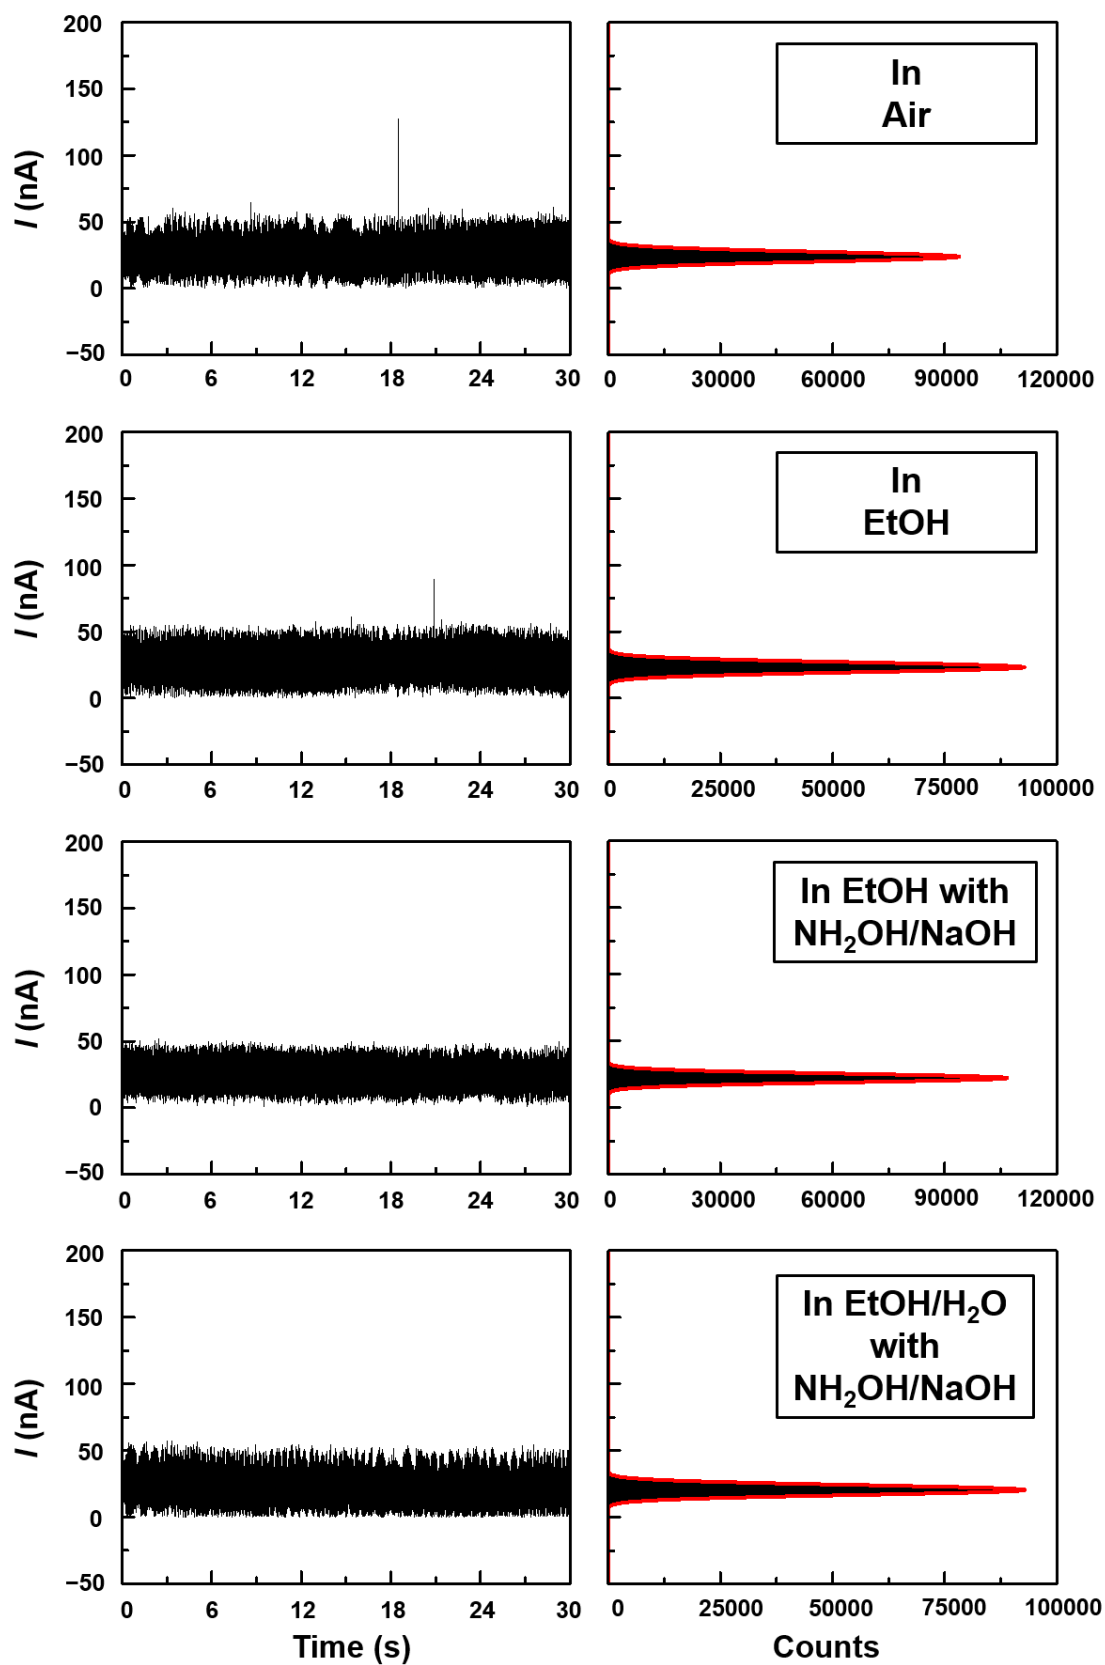 200
150
100
50
0
−50
I (nA)
0 6 12 18 24 30
In
Air
0 30000 60000 90000 120000
200
150
100
50
0
−50
I (nA)
0 6 12 18 24 30
In
EtOH
0 25000 50000 75000 100000
200
150
100
50
0
−50
I (nA)
0 6 12 18 24 30
In EtOH with
NH₂OH/NaOH
0 30000 60000 90000 120000
200
150
100
50
0
−50
I (nA)
0 6 12 18 24 30
Time (s)
In EtOH/H₂O
with
NH₂OH/NaOH
0 25000 50000 75000 100000
Counts